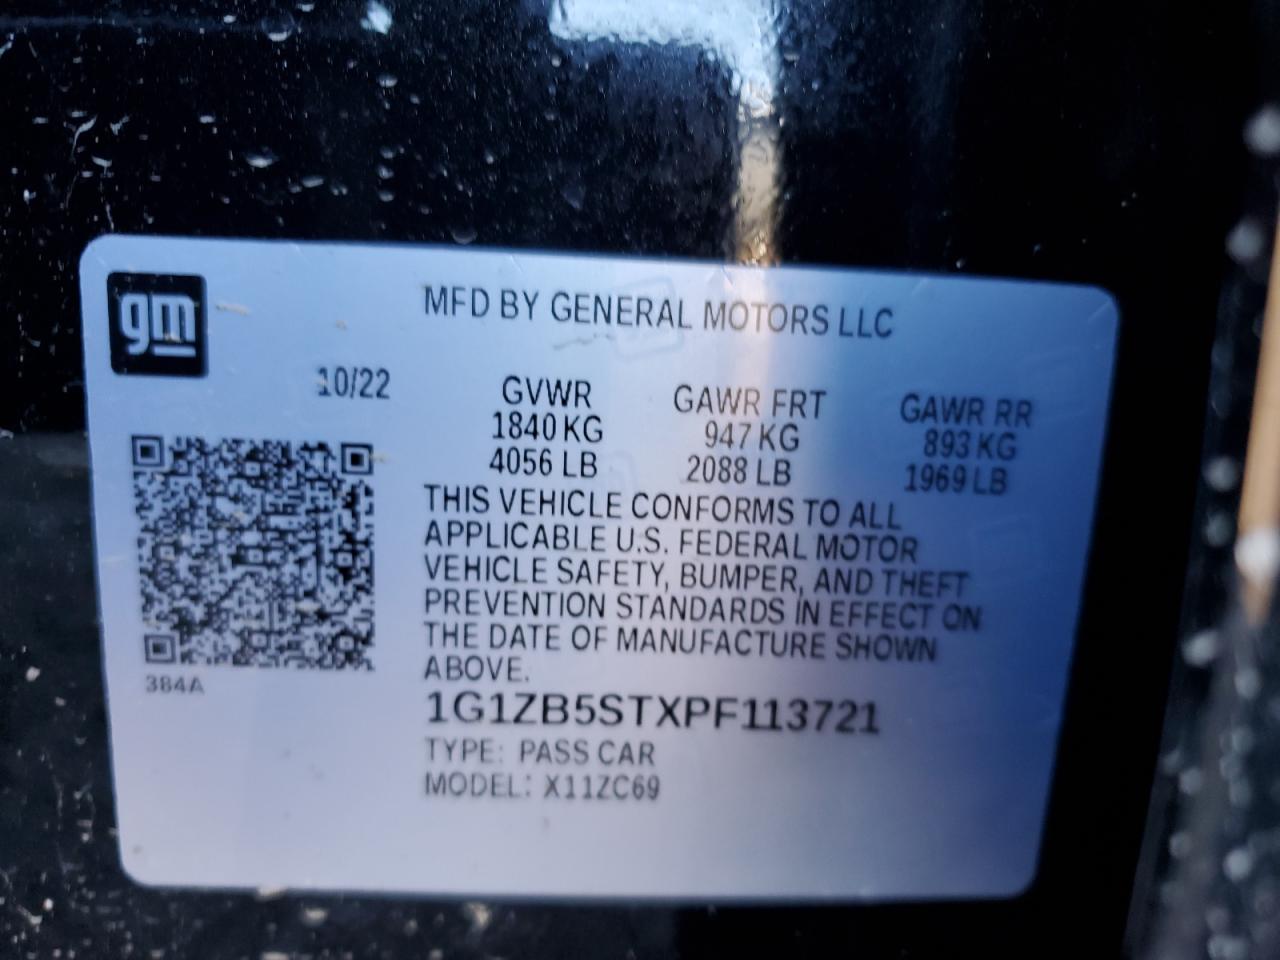 gm
MFD BY GENERAL MOTORS LLC
10/22
GVWR GAWR FRT GAWR RR
1840 KG 947 KG 893 KG
4056 LB 2088 LB 1969 LB
THIS VEHICLE CONFORMS TO ALL
APPLICABLE U.S. FEDERAL MOTOR
VEHICLE SAFETY, BUMPER, AND THEFT
PREVENTION STANDARDS IN EFFECT ON
THE DATE OF MANUFACTURE SHOWN
ABOVE.
384A
1G1ZB5STXPF113721
TYPE: PASS CAR
MODEL: X11ZC69